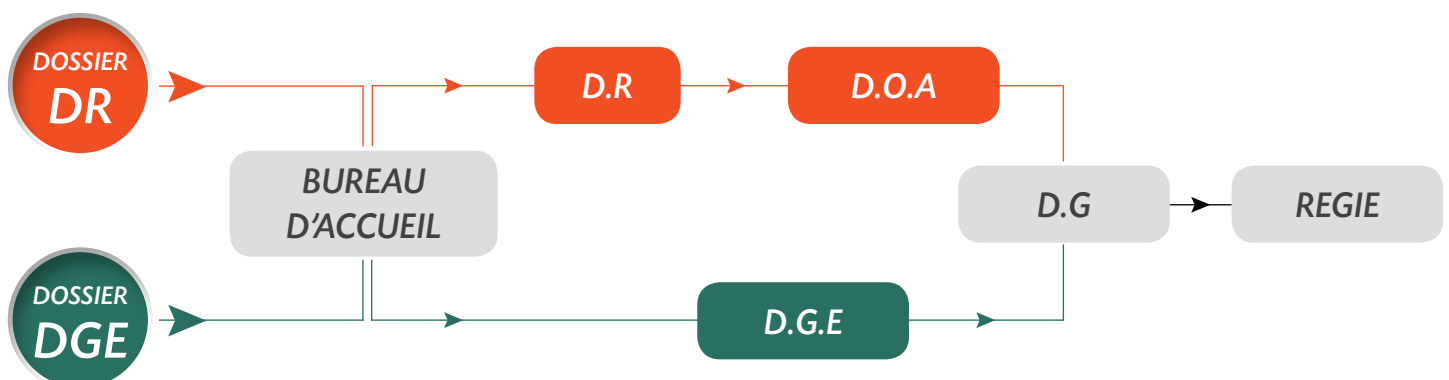 DOSSIER
DR
D.R
D.O.A
BUREAU
D'ACCUEIL
D.G
REGIE
DOSSIER
DGE
D.G.E